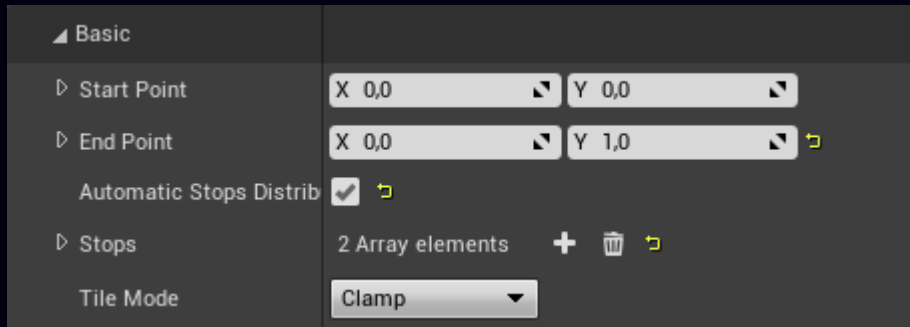 Basic
Start Point X 0,0 Y 0,0
End Point X 0,0 Y 1,0
Automatic Stops Distrib
Stops 2 Array elements
Tile Mode Clamp